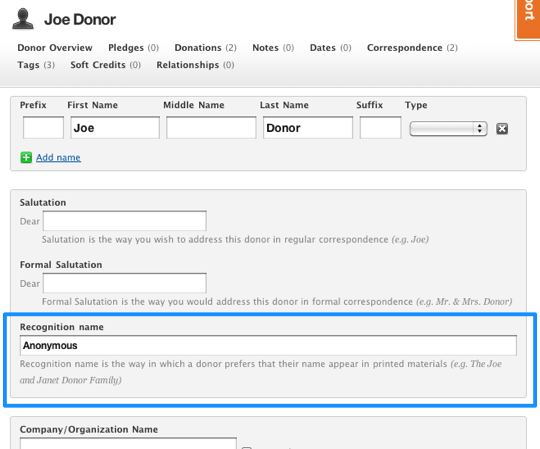 Joe Donor
port
Donor Overview Pledges (0) Donations (2) Notes (0) Dates (0) Correspondence (2)
Tags (3) Soft Credits (0) Relationships (0)
Prefix First Name Middle Name Last Name Suffix Type
Joe Donor
Add name
Salutation
Dear
Salutation is the way you wish to address this donor in regular correspondence (e.g. Joe)
Formal Salutation
Dear
Formal Salutation is the way you would address this donor in formal correspondence (e.g. Mr. & Mrs. Donor)
Recognition name
Anonymous
Recognition name is the way in which a donor prefers that their name appear in printed materials (e.g. The Joe
and Janet Donor Family)
Company/Organization Name